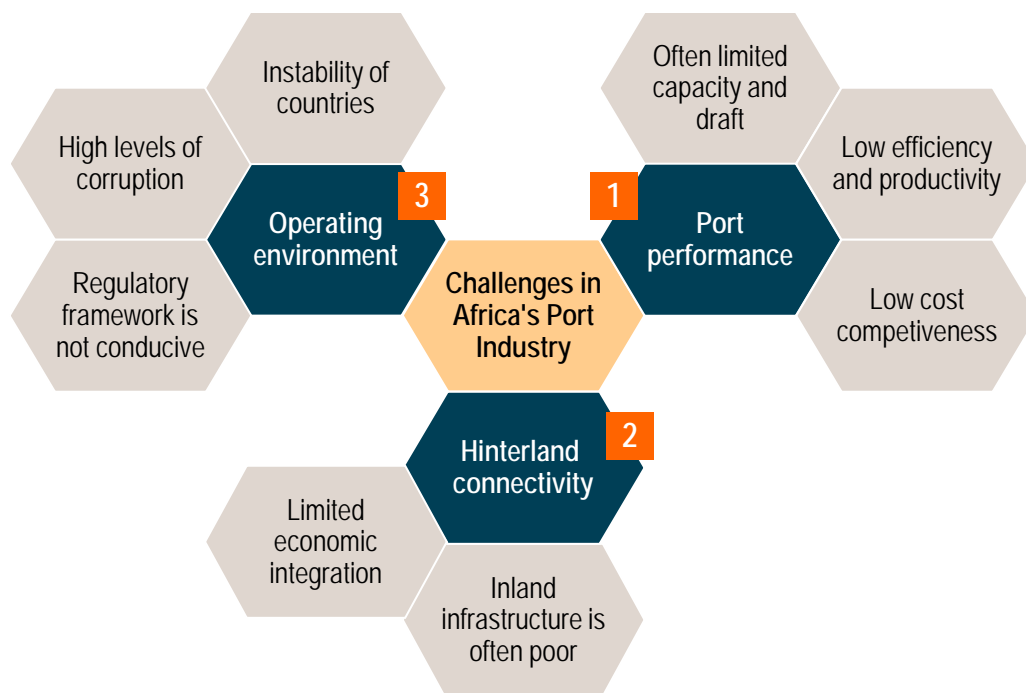 Instability of
countries
High levels of
corruption
Regulatory
framework is
not conducive
3
Operating
environment
Challenges in
Africa's Port
Industry
1
Port
performance
Often limited
capacity and
draft
Low efficiency
and productivity
Low cost
competiveness
2
Hinterland
connectivity
Limited
economic
integration
Inland
infrastructure is
often poor